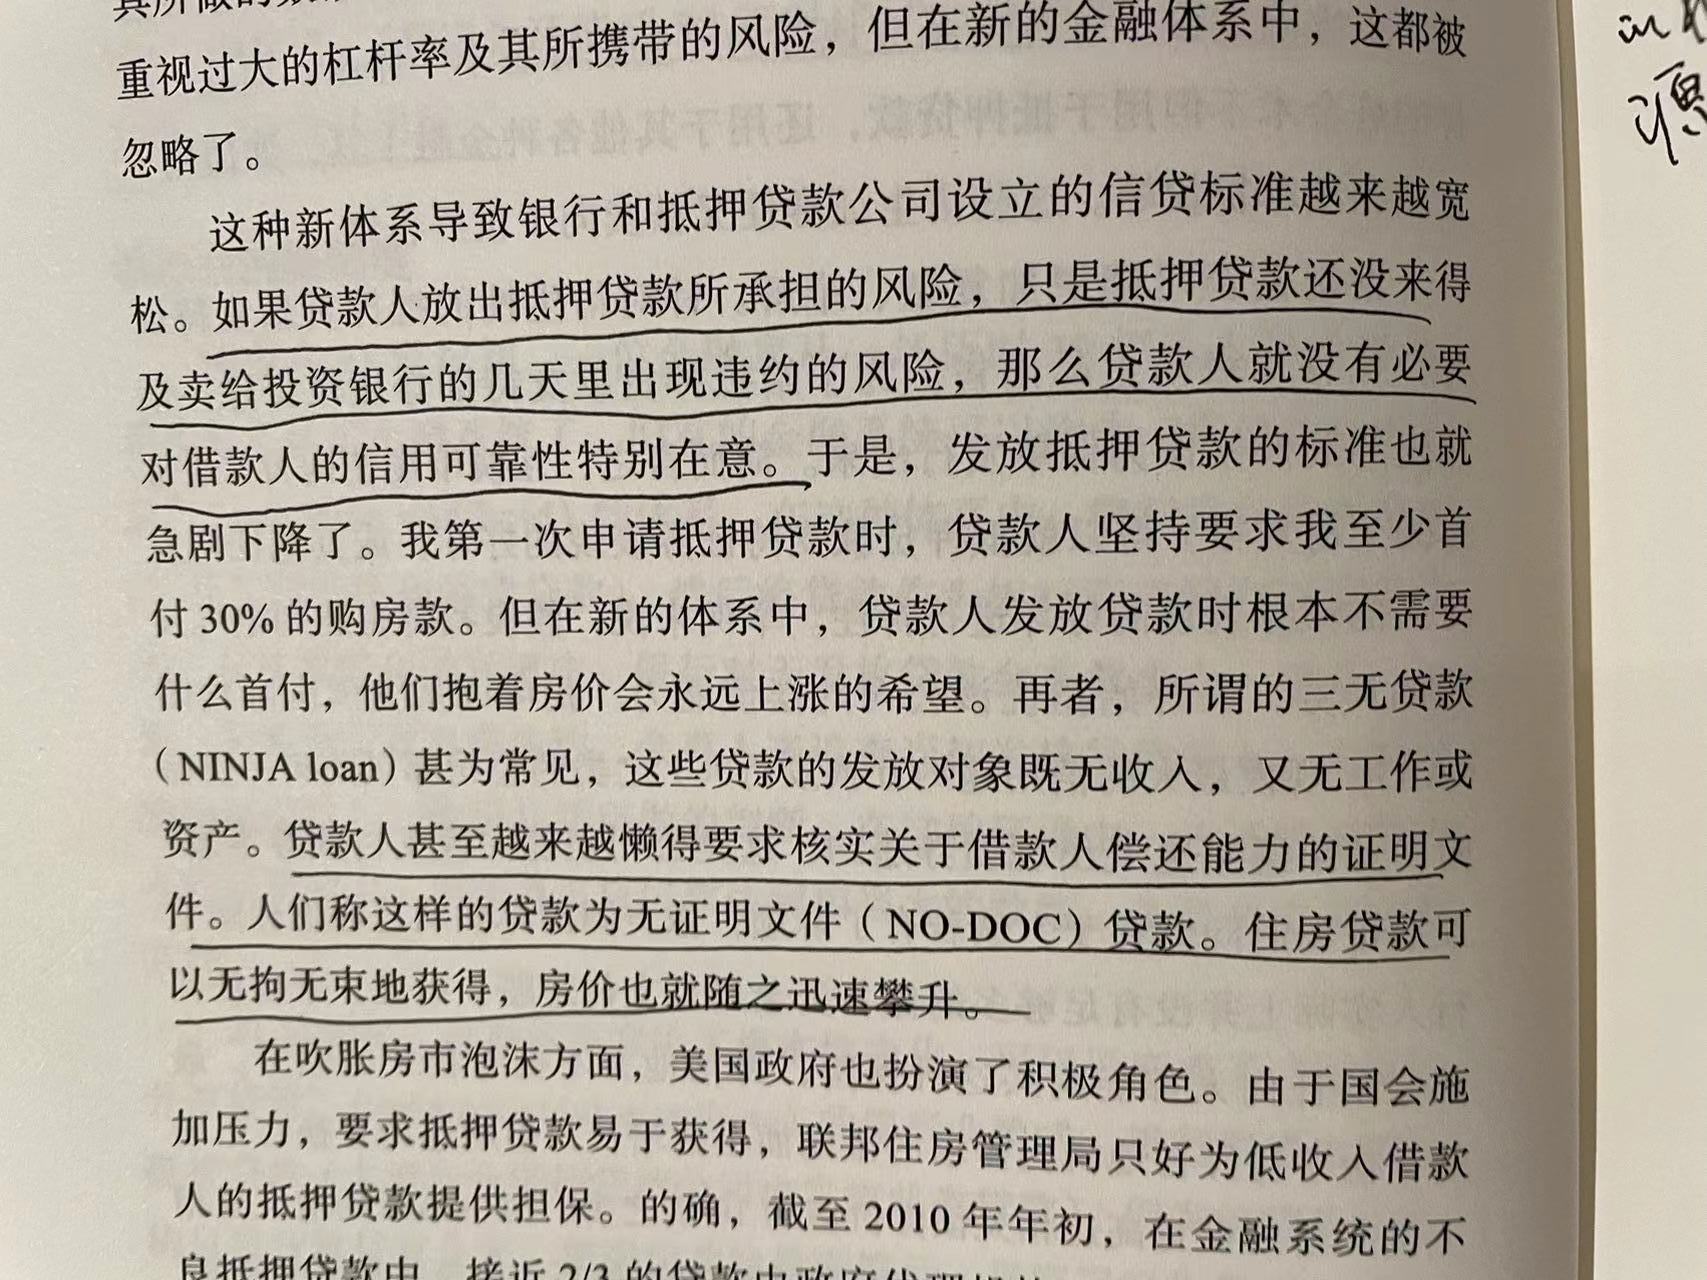 重视过大的杠杆率及其所携带的风险，但在新的金融体系中，这都被
忽略了。
这种新体系导致银行和抵押贷款公司设立的信贷标准越来越宽
松。如果贷款人放出抵押贷款所承担的风险，只是抵押贷款还没来得
及卖给投资银行的几天里出现违约的风险，那么贷款人就没有必要
对借款人的信用可靠性特别在意。于是，发放抵押贷款的标准也就
急剧下降了。我第一次申请抵押贷款时，贷款人坚持要求我至少首
付30%的购房款。但在新的体系中，贷款人发放贷款时根本不需要
什么首付，他们抱着房价会永远上涨的希望。再者，所谓的三无贷款
（NINJA loan）甚为常见，这些贷款的发放对象既无收入，又无工作或
资产。贷款人甚至越来越懒得要求核实关于借款人偿还能力的证明文
件。人们称这样的贷款为无证明文件（NO-DOC）贷款。住房贷款可
以无拘无束地获得，房价也就随之迅速攀升。
在吹胀房市泡沫方面，美国政府也扮演了积极角色。由于国会施
加压力，要求抵押贷款易于获得，联邦住房管理局只好为低收入借款
人的抵押贷款提供担保。的确，截至2010年年初，在金融系统的不
良抵押贷款中，接近2/3的贷款由政府